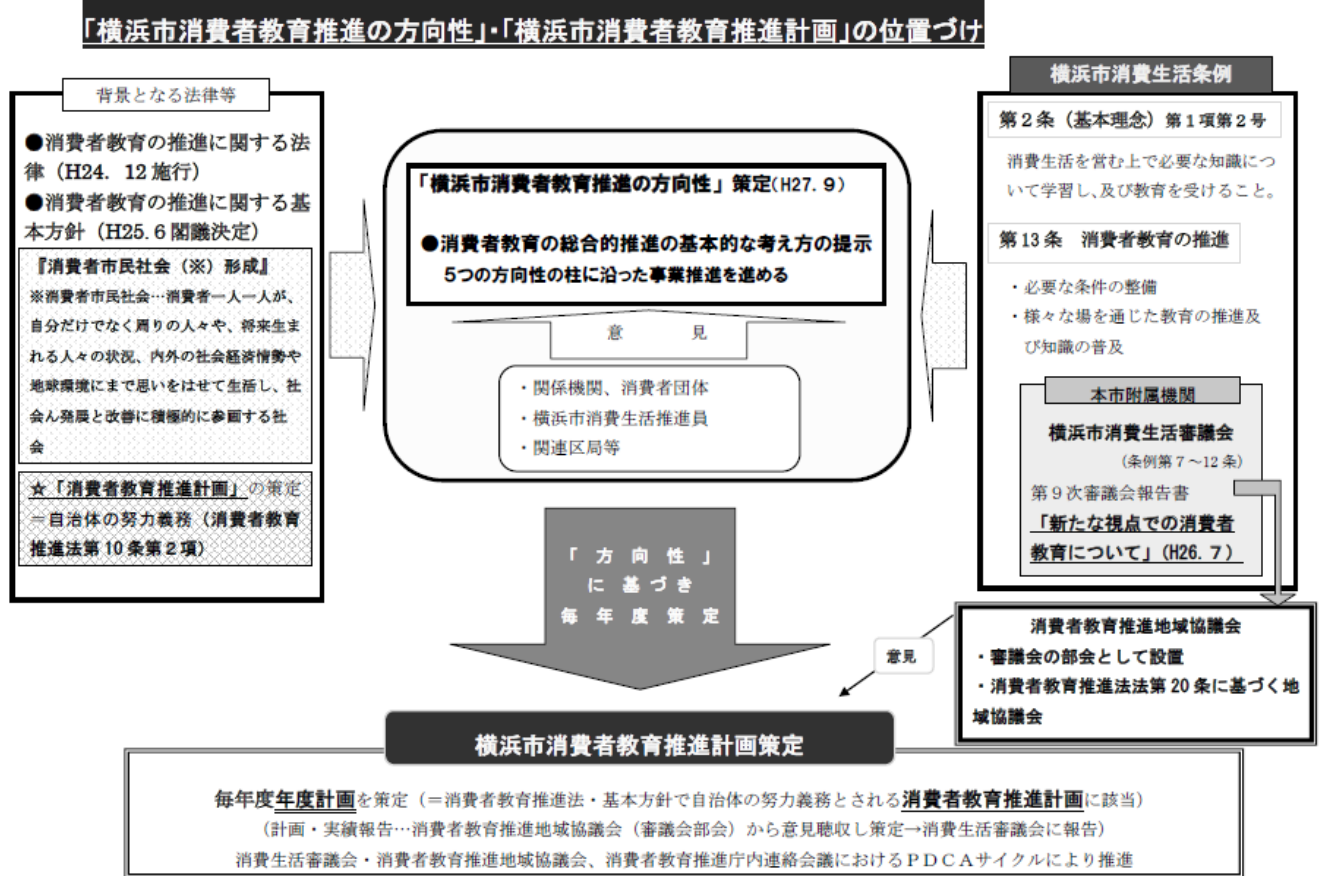 「横浜市消費者教育推進の方向性」・「横浜市消費者教育推進計画」の位置づけ
背景となる法律等
●消費者教育の推進に関する法
律（H24．12施行）
●消費者教育の推進に関する基
本方針（H25.6閣議決定）
『消費者市民社会（※）形成』
※消費者市民社会…消費者一人一人が、
自分だけでなく周りの人々や、将来生ま
れる人々の状況、内外の社会経済情勢や
地球環境にまで思いをはせて生活し、社
会ん発展と改善に積極的に参画する社
会
☆「消費者教育推進計画」の策定
＝自治体の努力義務（消費者教育
推進法第10条第2項）
「横浜市消費者教育推進の方向性」策定(H27.9)
●消費者教育の総合的推進の基本的な考え方の提示
５つの方向性の柱に沿った事業推進を進める
意　　見
・関係機関、消費者団体
・横浜市消費生活推進員
・関連区局等
「方向性」
に基づき
毎年度策定
横浜市消費生活条例
第２条（基本理念）第１項第２号
消費生活を営む上で必要な知識につ
いて学習し、及び教育を受けること。
第13条　消費者教育の推進
・必要な条件の整備
・様々な場を通じた教育の推進及
び知識の普及
本市附属機関
横浜市消費生活審議会
（条例第７～12条）
第９次審議会報告書
「新たな視点での消費者
教育について」（H26.７）
消費者教育推進地域協議会
・審議会の部会として設置
・消費者教育推進法法第20条に基づく地
域協議会
意見
横浜市消費者教育推進計画策定
毎年度年度計画を策定（＝消費者教育推進法・基本方針で自治体の努力義務とされる消費者教育推進計画に該当）
（計画・実績報告…消費者教育推進地域協議会（審議会部会）から意見聴収し策定→消費生活審議会に報告）
消費生活審議会・消費者教育推進地域協議会、消費者教育推進庁内連絡会議におけるＰＤＣＡサイクルにより推進